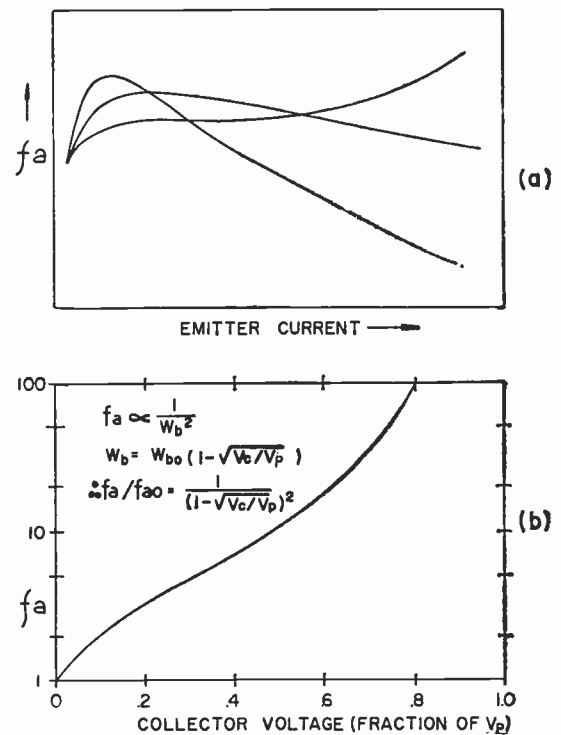 fa
(a)
EMITTER CURRENT
100
fa ∝ 1/Wb²
Wb = Wbo (1-√Vc/Vp)
∴fa/fao = 1/(1-√Vc/Vp)²
10
(b)
fa
1
0 .2 .4 .6 .8 1.0
COLLECTOR VOLTAGE (FRACTION OF Vp)